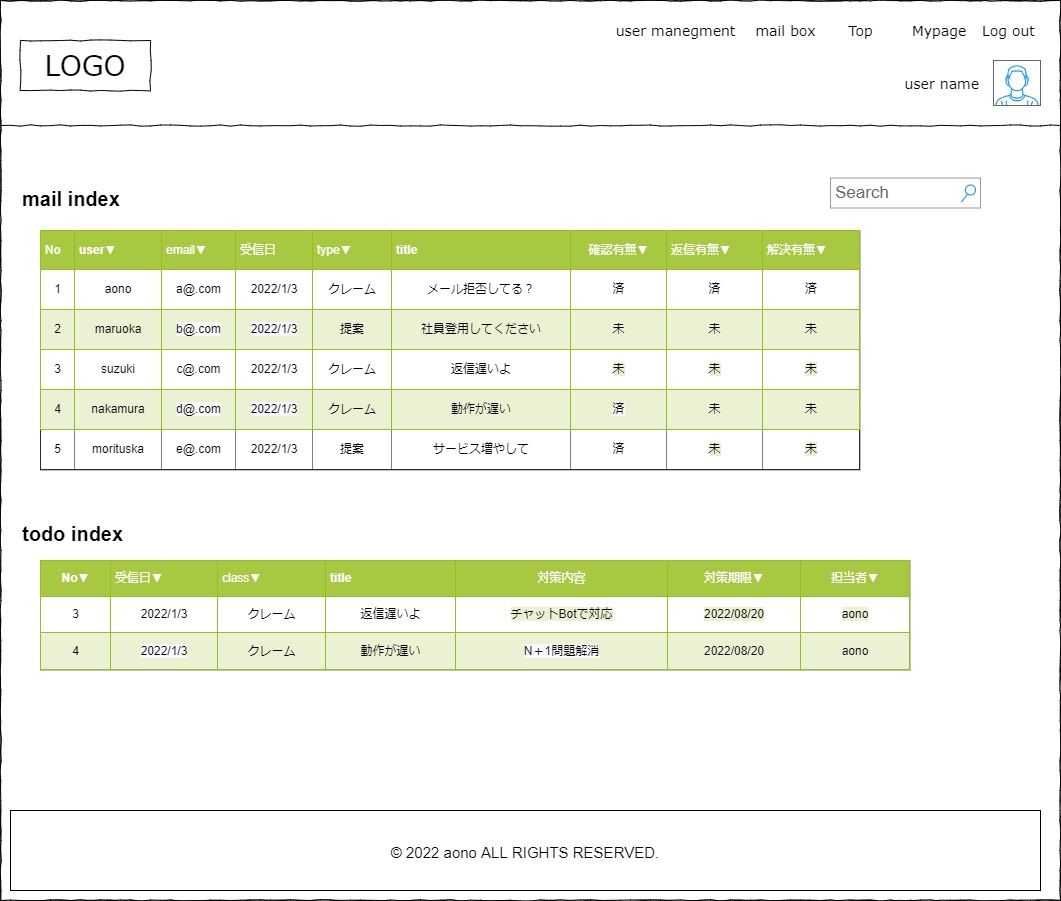 user manegment mail box Top Mypage Log out
LOGO
user name
mail index
Search
No user▼ email▼ 受信日 type▼ title 確認有無▼ 返信有無▼ 解決有無▼
1 aono a@.com 2022/1/3 クレーム メール拒否してる？ 済 済 済
2 maruoka b@.com 2022/1/3 提案 社員登用してください 未 未 未
3 suzuki c@.com 2022/1/3 クレーム 返信遅いよ 未 未 未
4 nakamura d@.com 2022/1/3 クレーム 動作が遅い 済 未 未
5 morituska e@.com 2022/1/3 提案 サービス増やして 済 未 未
todo index
No▼ 受信日▼ class▼ title 対策内容 対策期限▼ 担当者▼
3 2022/1/3 クレーム 返信遅いよ チャットBotで対応 2022/08/20 aono
4 2022/1/3 クレーム 動作が遅い N＋1問題解消 2022/08/20 aono
© 2022 aono ALL RIGHTS RESERVED.